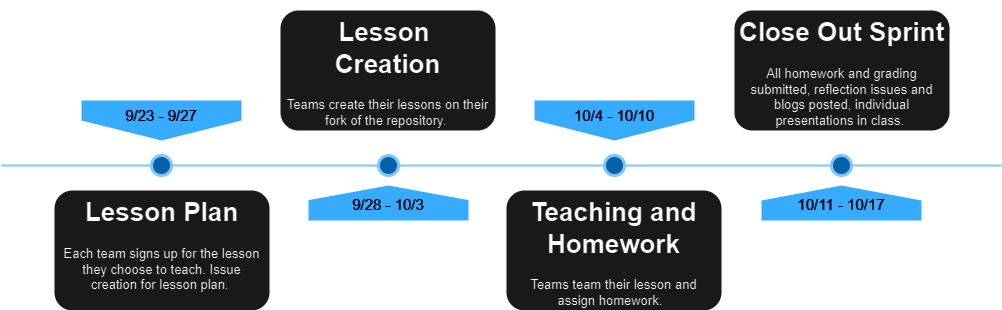 9/23 - 9/27
Lesson Plan
Each team signs up for the lesson
they choose to teach. Issue
creation for lesson plan.
Lesson
Creation
Teams create their lessons on their
fork of the repository.
9/28 - 10/3
10/4 - 10/10
Teaching and
Homework
Teams team their lesson and
assign homework.
Close Out Sprint
All homework and grading
submitted, reflection issues and
blogs posted, individual
presentations in class.
10/11 - 10/17